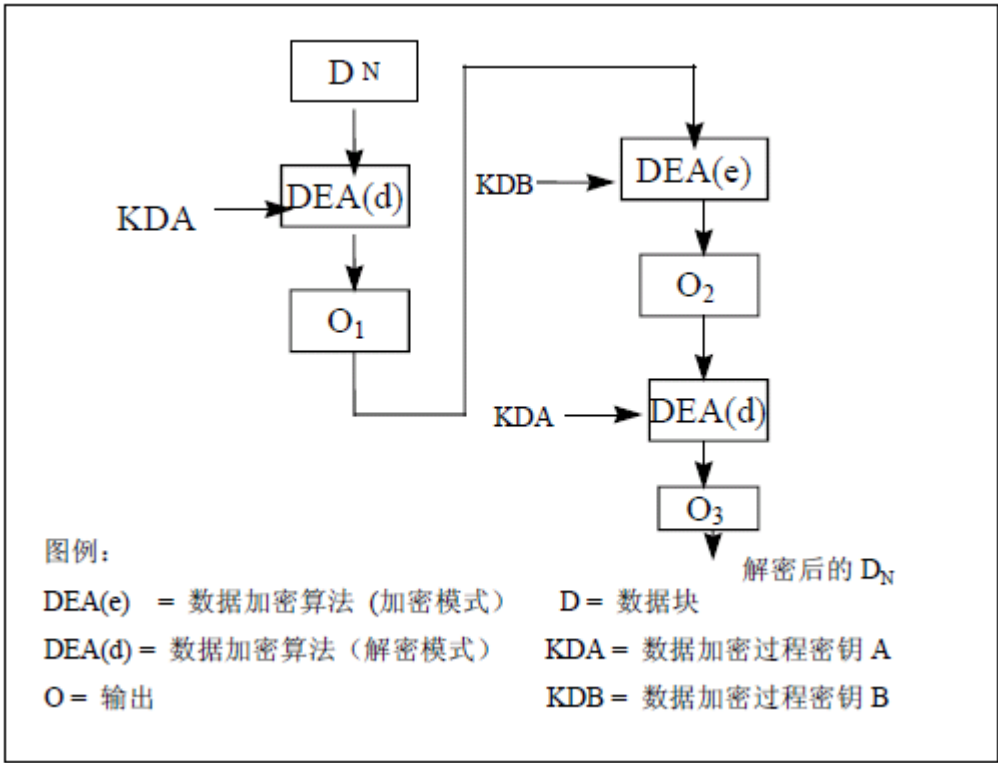 D N
DEA(d)
KDA
O₁
DEA(e)
KDB
O₂
DEA(d)
KDA
O₃
解密后的 D_N
图例：
DEA(e) = 数据加密算法 (加密模式） D = 数据块
DEA(d) = 数据加密算法（解密模式） KDA = 数据加密过程密钥 A
O = 输出 KDB = 数据加密过程密钥 B